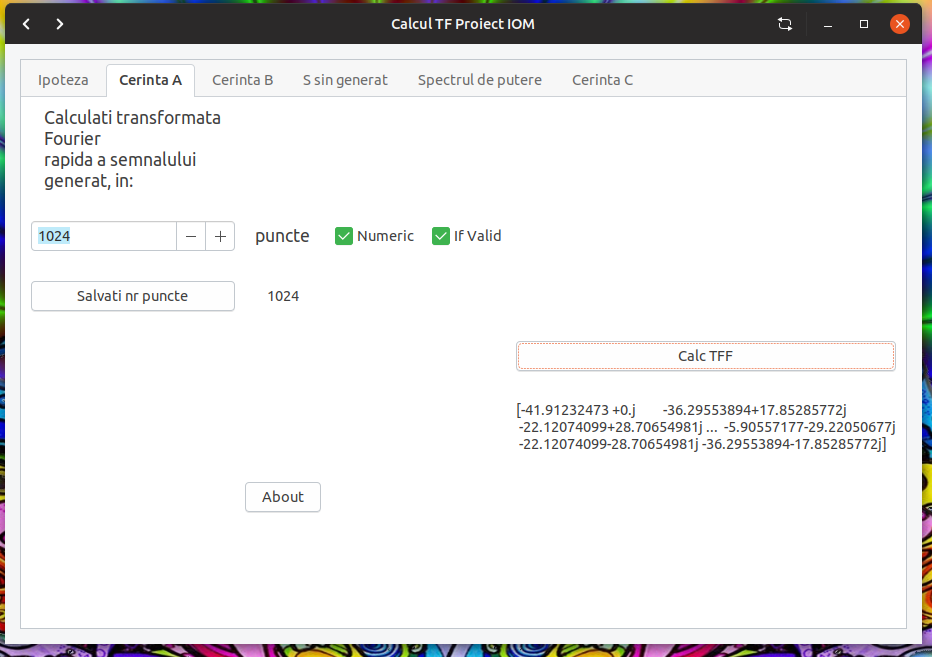 Calcul TF Proiect IOM
Ipoteza
Cerinta A
Cerinta B
S sin generat
Spectrul de putere
Cerinta C
Calculati transformata
Fourier
rapida a semnalului
generat, in:
1024
puncte
Numeric
If Valid
Salvati nr puncte
1024
Calc TFF
[-41.91232473 +0.j -36.29553894+17.85285772j
-22.12074099+28.70654981j ... -5.90557177-29.22050677j
-22.12074099-28.70654981j -36.29553894-17.85285772j]
About